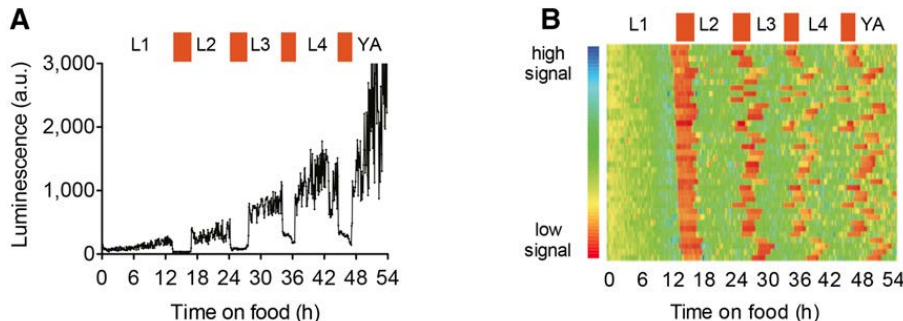 A
L1 L2 L3 L4 YA
Luminescence (a.u.)
3,000
2,000
1,000
0
0 6 12 18 24 30 36 42 48 54
Time on food (h)
B
L1 L2 L3 L4 YA
high
signal
low
signal
0 6 12 18 24 30 36 42 48 54
Time on food (h)